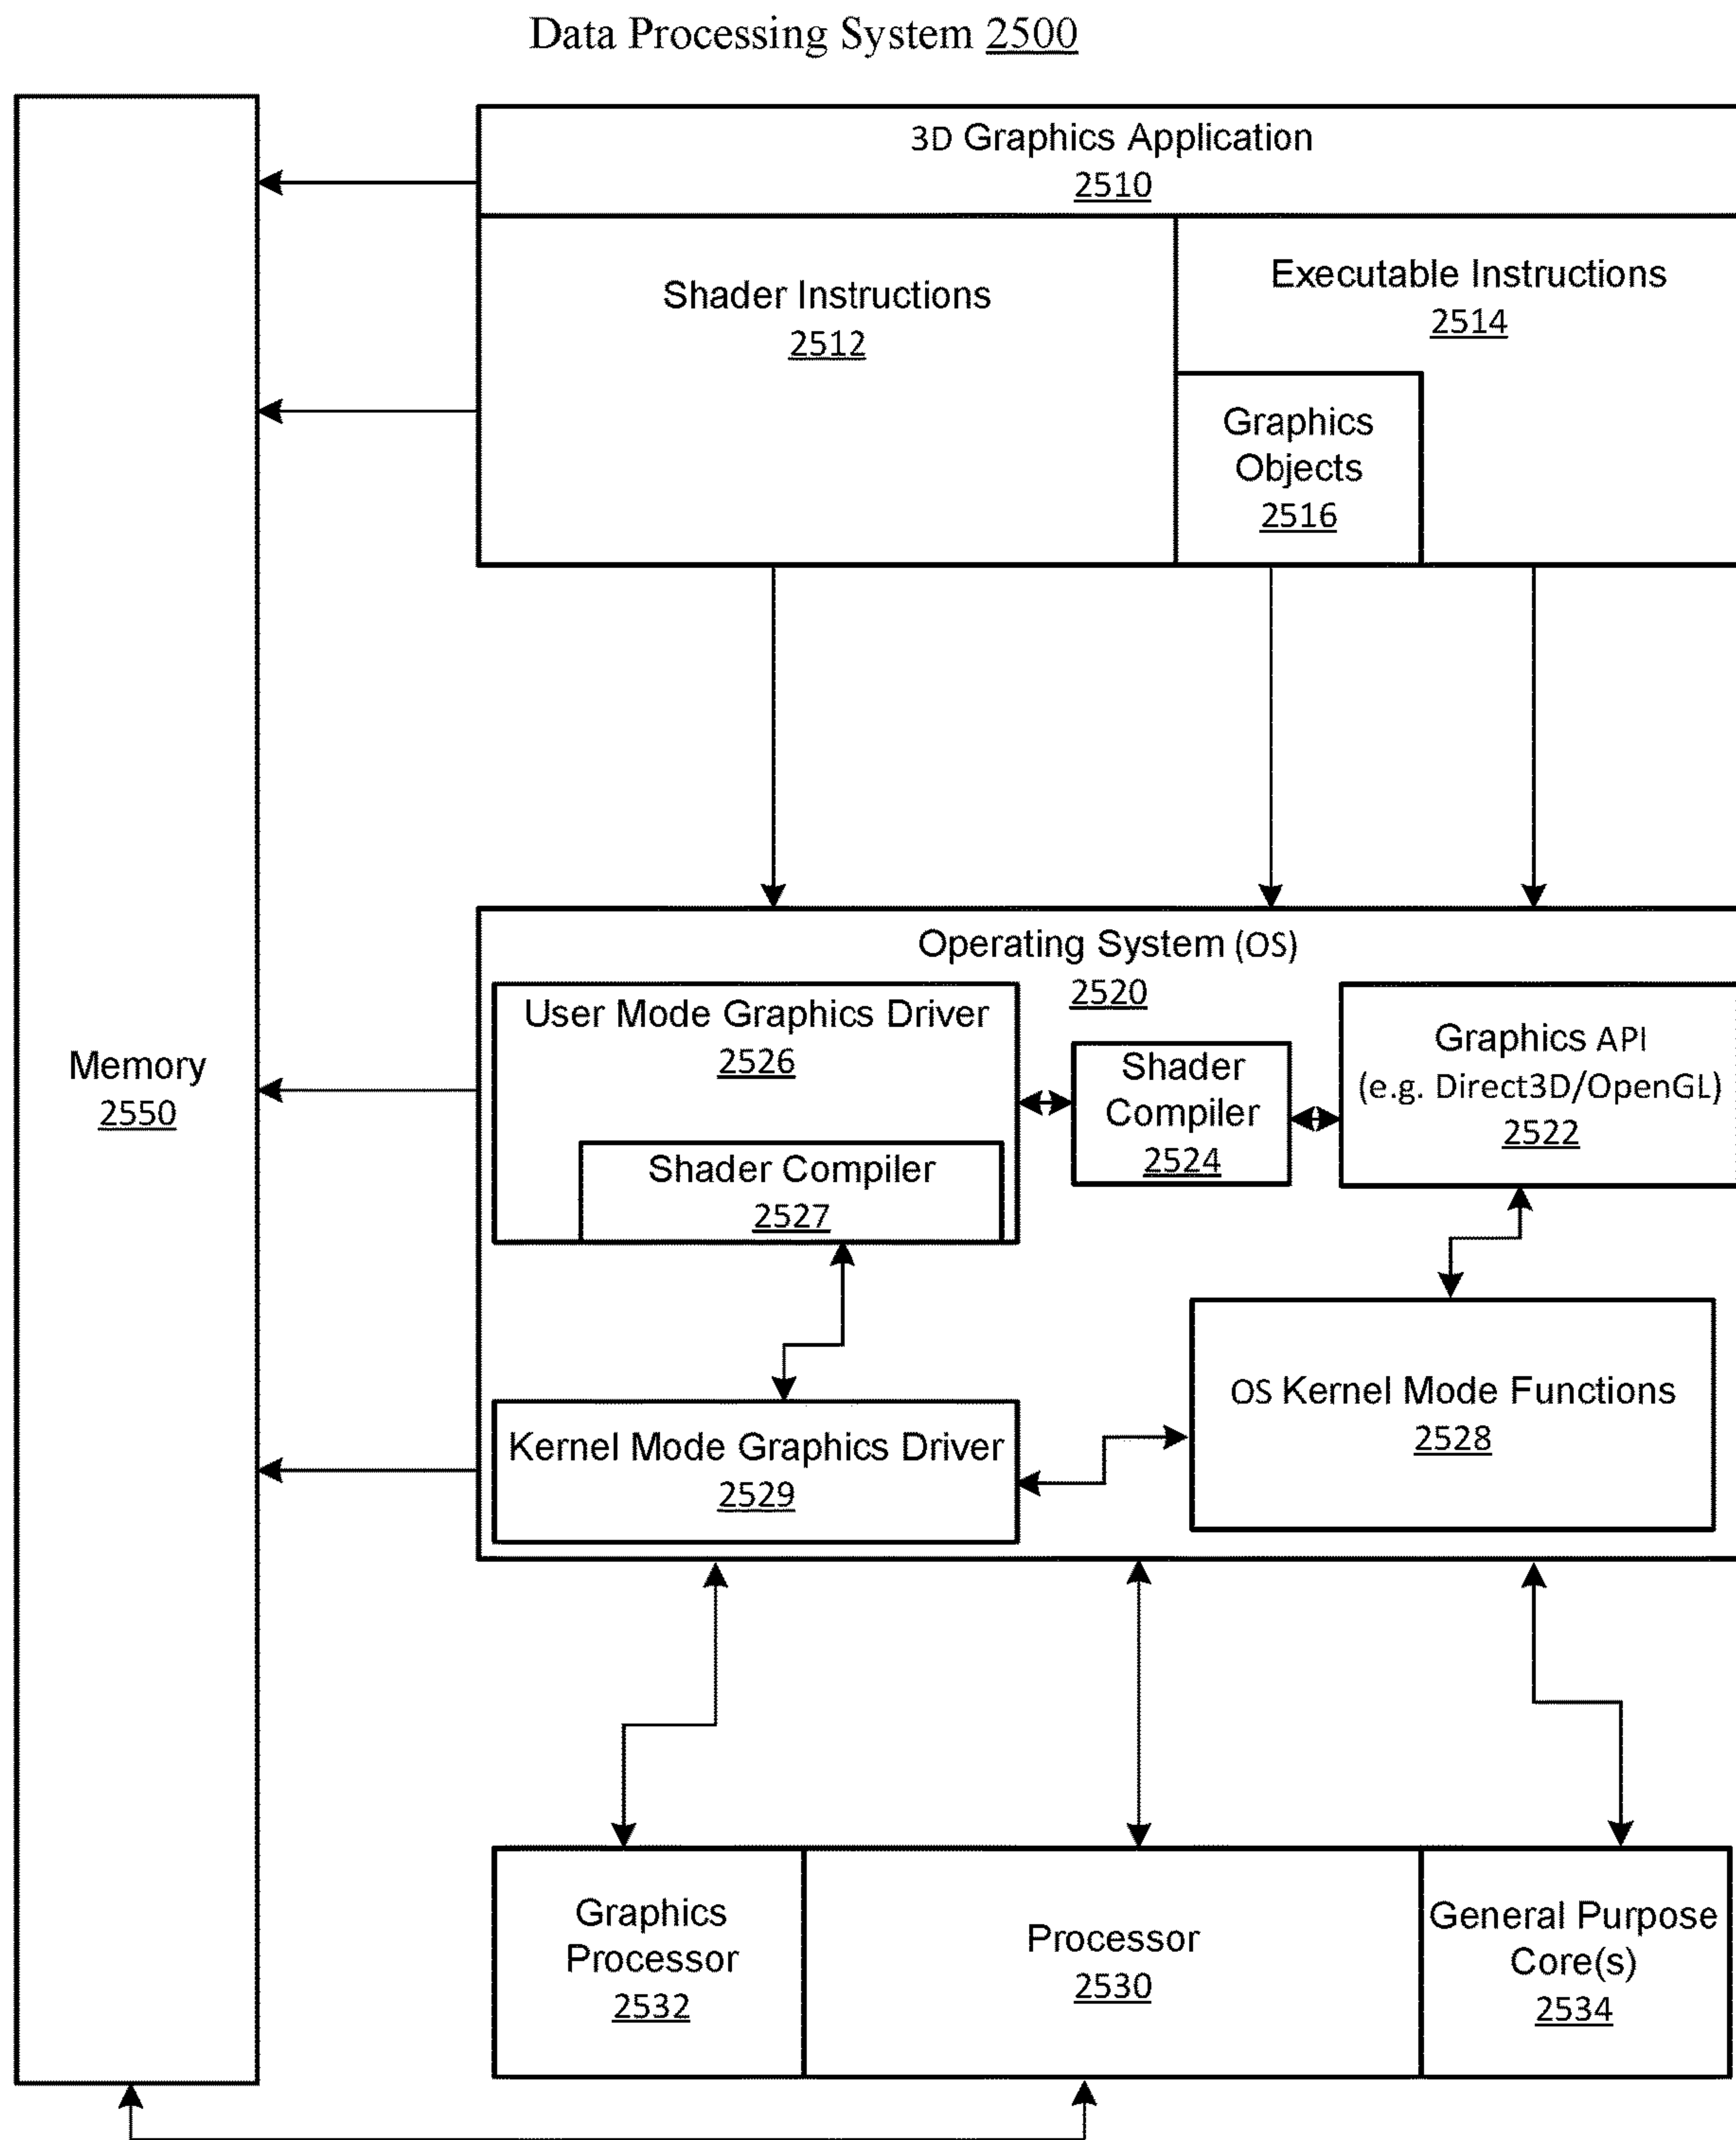 Data Processing System 2500
3D Graphics Application
2510
Shader Instructions
2512
Executable Instructions
2514
Graphics
Objects
2516
Memory
2550
Operating System (OS)
2520
User Mode Graphics Driver
2526
Shader Compiler
2527
Shader
Compiler
2524
Graphics API
(e.g. Direct3D/OpenGL)
2522
Kernel Mode Graphics Driver
2529
OS Kernel Mode Functions
2528
Graphics
Processor
2532
Processor
2530
General Purpose
Core(s)
2534